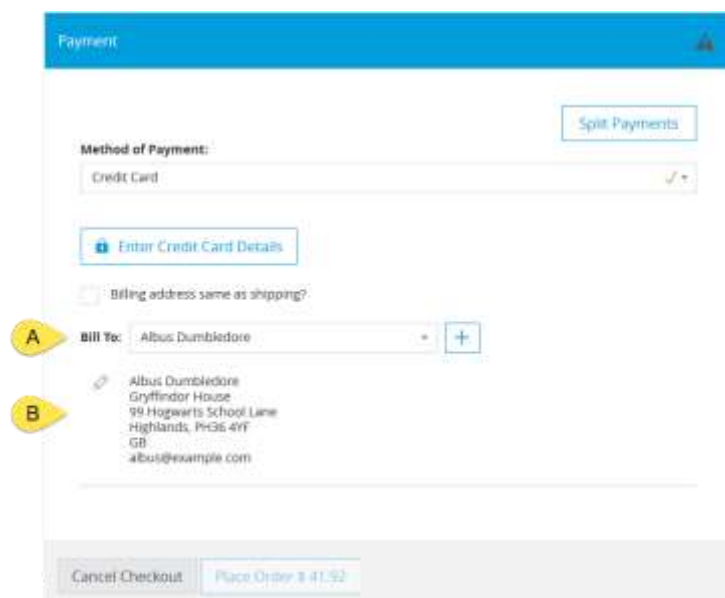 Payment
Split Payments
Method of Payment:
Credit Card
Enter Credit Card Details
Billing address same as shipping?
A
Bill To: Albus Dumbledore
B
Albus Dumbledore
Gryffindor House
99 Hogwarts School Lane
Highlands, PH36 4YF
GB
albus@example.com
Cancel Checkout Place Order $ 41.92